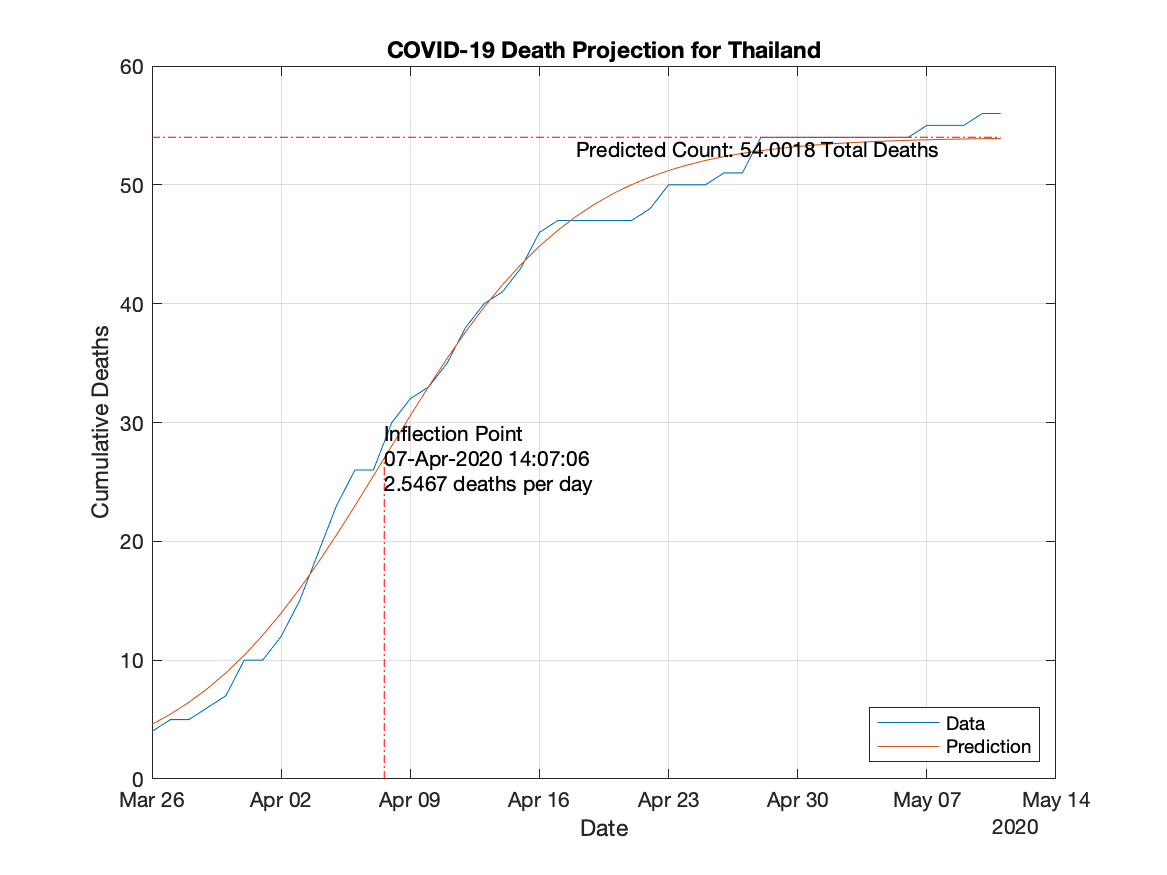 COVID-19 Death Projection for Thailand
60
50
40
30
20
10
0
Cumulative Deaths
Predicted Count: 54.0018 Total Deaths
Inflection Point
07-Apr-2020 14:07:06
2.5467 deaths per day
Data
Prediction
Mar 26 Apr 02 Apr 09 Apr 16 Apr 23 Apr 30 May 07 May 14
Date
2020